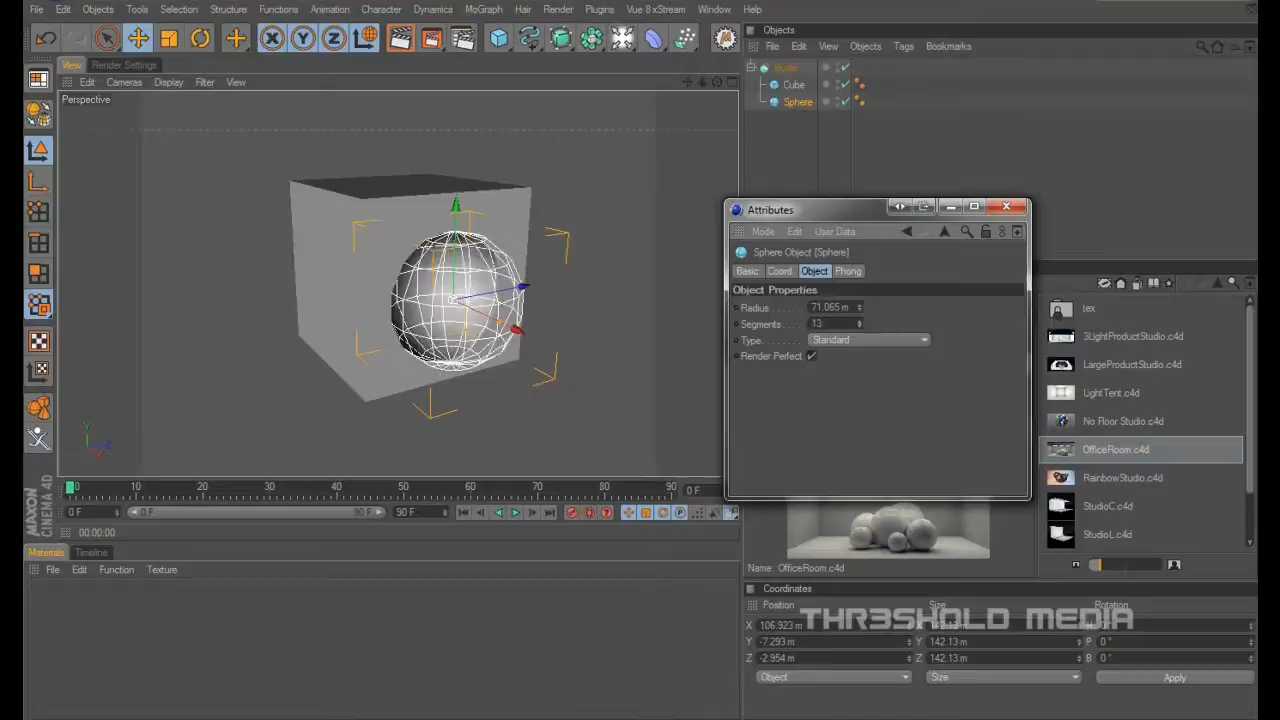 File Edit Objects Tools Selection Structure Functions Animation Character Dynamics MoGraph Hair Render Plugins Vue 8 xStream Window Help
Objects
File Edit View Objects Tags Bookmarks
View Render Settings
Edit Cameras Display Filter View
Perspective
Cube
Sphere
Attributes
Mode Edit User Data
Sphere Object [Sphere]
Basic Coord Object Phong
Object Properties
Radius 71.065 m
Segments 13
Type Standard
Render Perfect
tex
3LightProductStudio.c4d
LargeProductStudio.c4d
LightTent.c4d
No Floor Studio.c4d
OfficeRoom.c4d
RainbowStudio.c4d
StudioC.c4d
StudioL.c4d
Name: OfficeRoom.c4d
Y
Z
0 10 20 30 40 50 60 70 80 90 0 F
0 F 0 F 90 F 90 F
00:00:00
MAXON
CINEMA 4D
Materials Timeline
File Edit Function Texture
Coordinates
Position Size Rotation
THR3SHOLD MEDIA
X 106.923 m X H
Y -7.293 m Y 142.13 m P 0 °
Z -2.954 m Z 142.13 m B 0 °
Object Size Apply